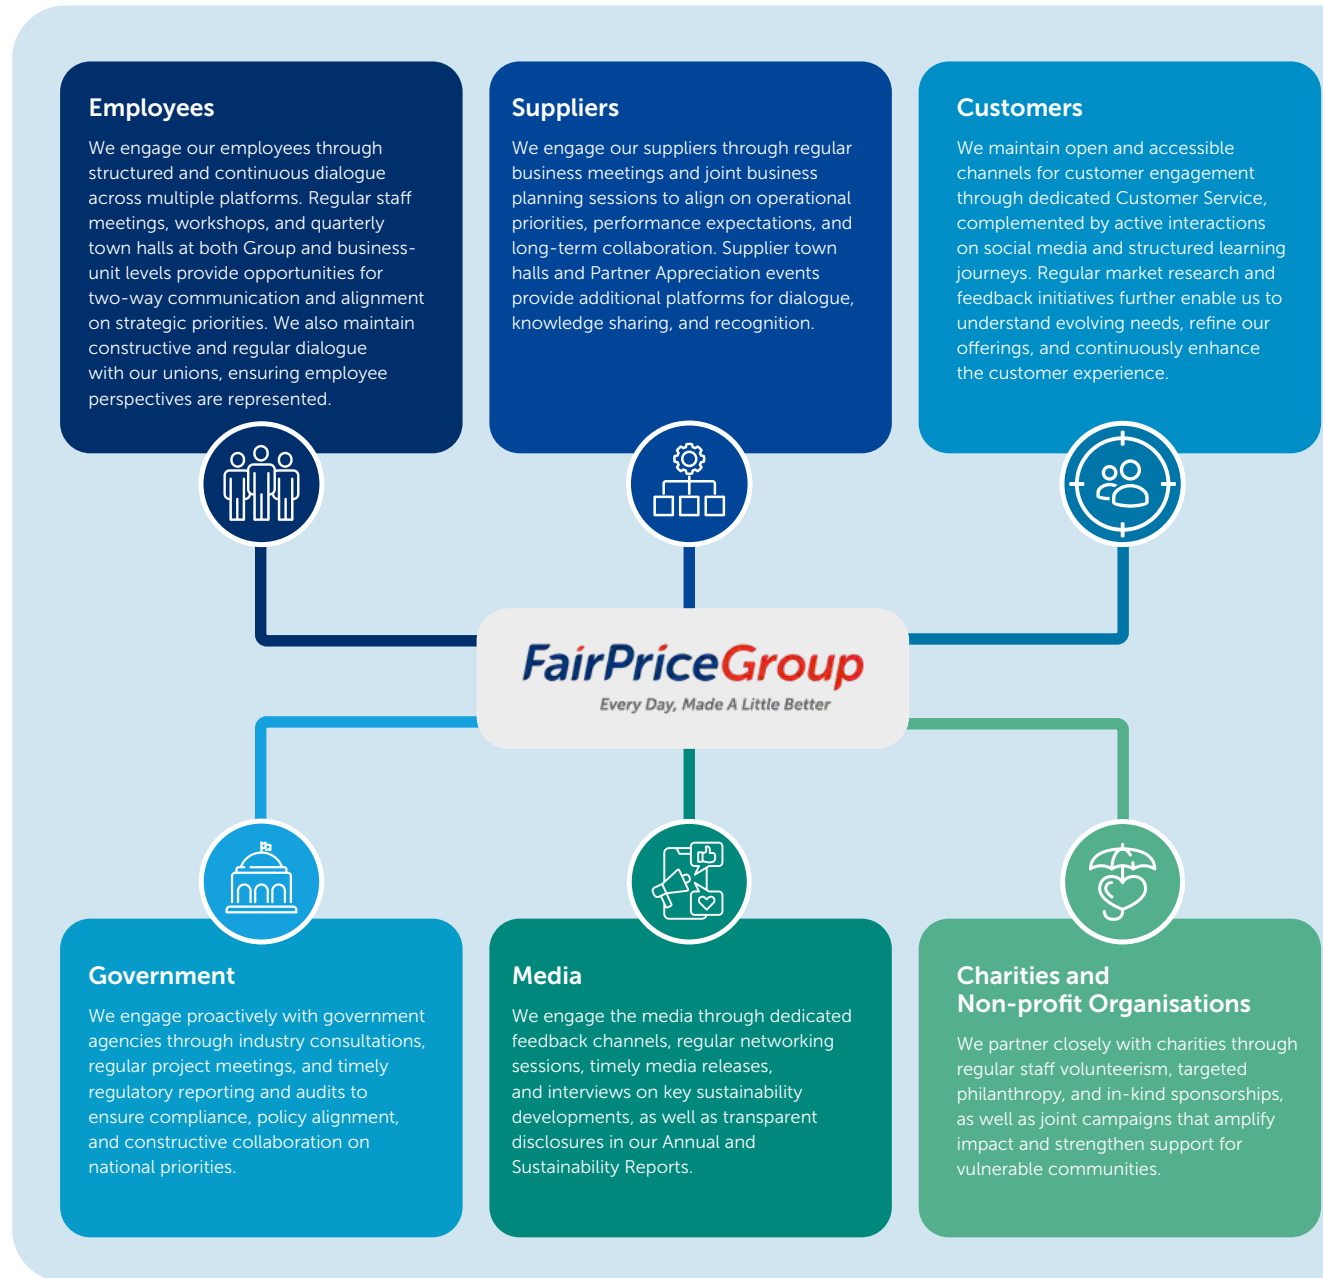 Employees
We engage our employees through
structured and continuous dialogue
across multiple platforms. Regular staff
meetings, workshops, and quarterly
town halls at both Group and business-
unit levels provide opportunities for
two-way communication and alignment
on strategic priorities. We also maintain
constructive and regular dialogue
with our unions, ensuring employee
perspectives are represented.
Suppliers
We engage our suppliers through regular
business meetings and joint business
planning sessions to align on operational
priorities, performance expectations, and
long-term collaboration. Supplier town
halls and Partner Appreciation events
provide additional platforms for dialogue,
knowledge sharing, and recognition.
Customers
We maintain open and accessible
channels for customer engagement
through dedicated Customer Service,
complemented by active interactions
on social media and structured learning
journeys. Regular market research and
feedback initiatives further enable us to
understand evolving needs, refine our
offerings, and continuously enhance
the customer experience.
FairPriceGroup
Every Day, Made A Little Better
Government
We engage proactively with government
agencies through industry consultations,
regular project meetings, and timely
regulatory reporting and audits to
ensure compliance, policy alignment,
and constructive collaboration on
national priorities.
Media
We engage the media through dedicated
feedback channels, regular networking
sessions, timely media releases,
and interviews on key sustainability
developments, as well as transparent
disclosures in our Annual and
Sustainability Reports.
Charities and
Non-profit Organisations
We partner closely with charities through
regular staff volunteerism, targeted
philanthropy, and in-kind sponsorships,
as well as joint campaigns that amplify
impact and strengthen support for
vulnerable communities.